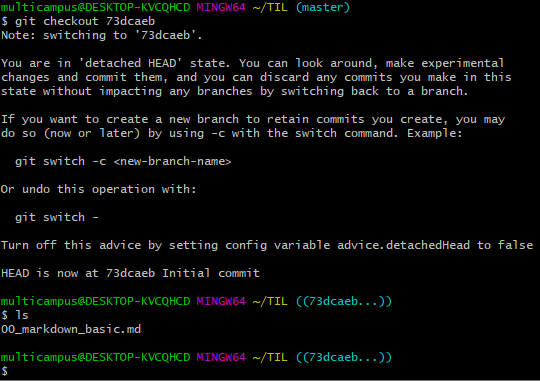 multicampus@DESKTOP-KVCQHCD MINGW64 ~/TIL (master)
$ git checkout 73dcaeb
Note: switching to '73dcaeb'.

You are in 'detached HEAD' state. You can look around, make experimental
changes and commit them, and you can discard any commits you make in this
state without impacting any branches by switching back to a branch.

If you want to create a new branch to retain commits you create, you may
do so (now or later) by using -c with the switch command. Example:

  git switch -c <new-branch-name>

Or undo this operation with:

  git switch -

Turn off this advice by setting config variable advice.detachedHead to false

HEAD is now at 73dcaeb Initial commit

multicampus@DESKTOP-KVCQHCD MINGW64 ~/TIL ((73dcaeb...))
$ ls
00_markdown_basic.md

multicampus@DESKTOP-KVCQHCD MINGW64 ~/TIL ((73dcaeb...))
$